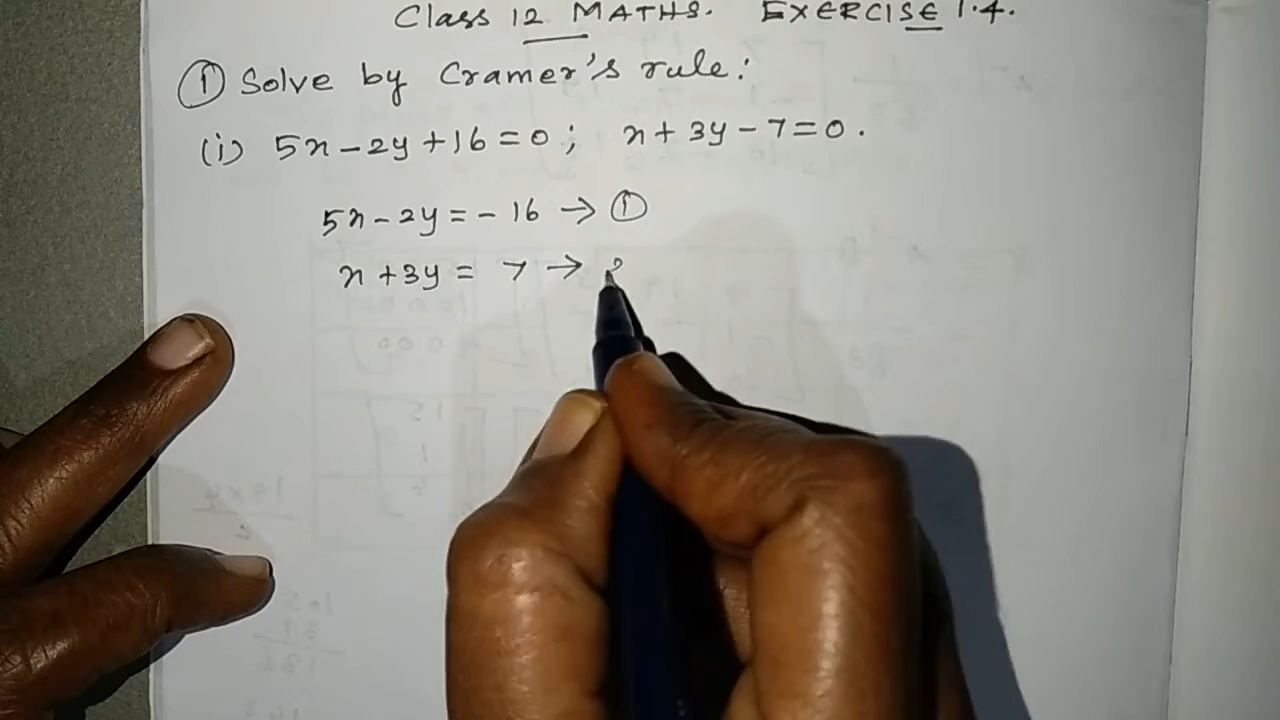 Class 12 MATHS. EXERCISE 1.4.
① Solve by Cramer's rule:
(i) 5x-2y+16=0; x+3y-7=0.
5x-2y=-16 → ①
x+3y= 7 →